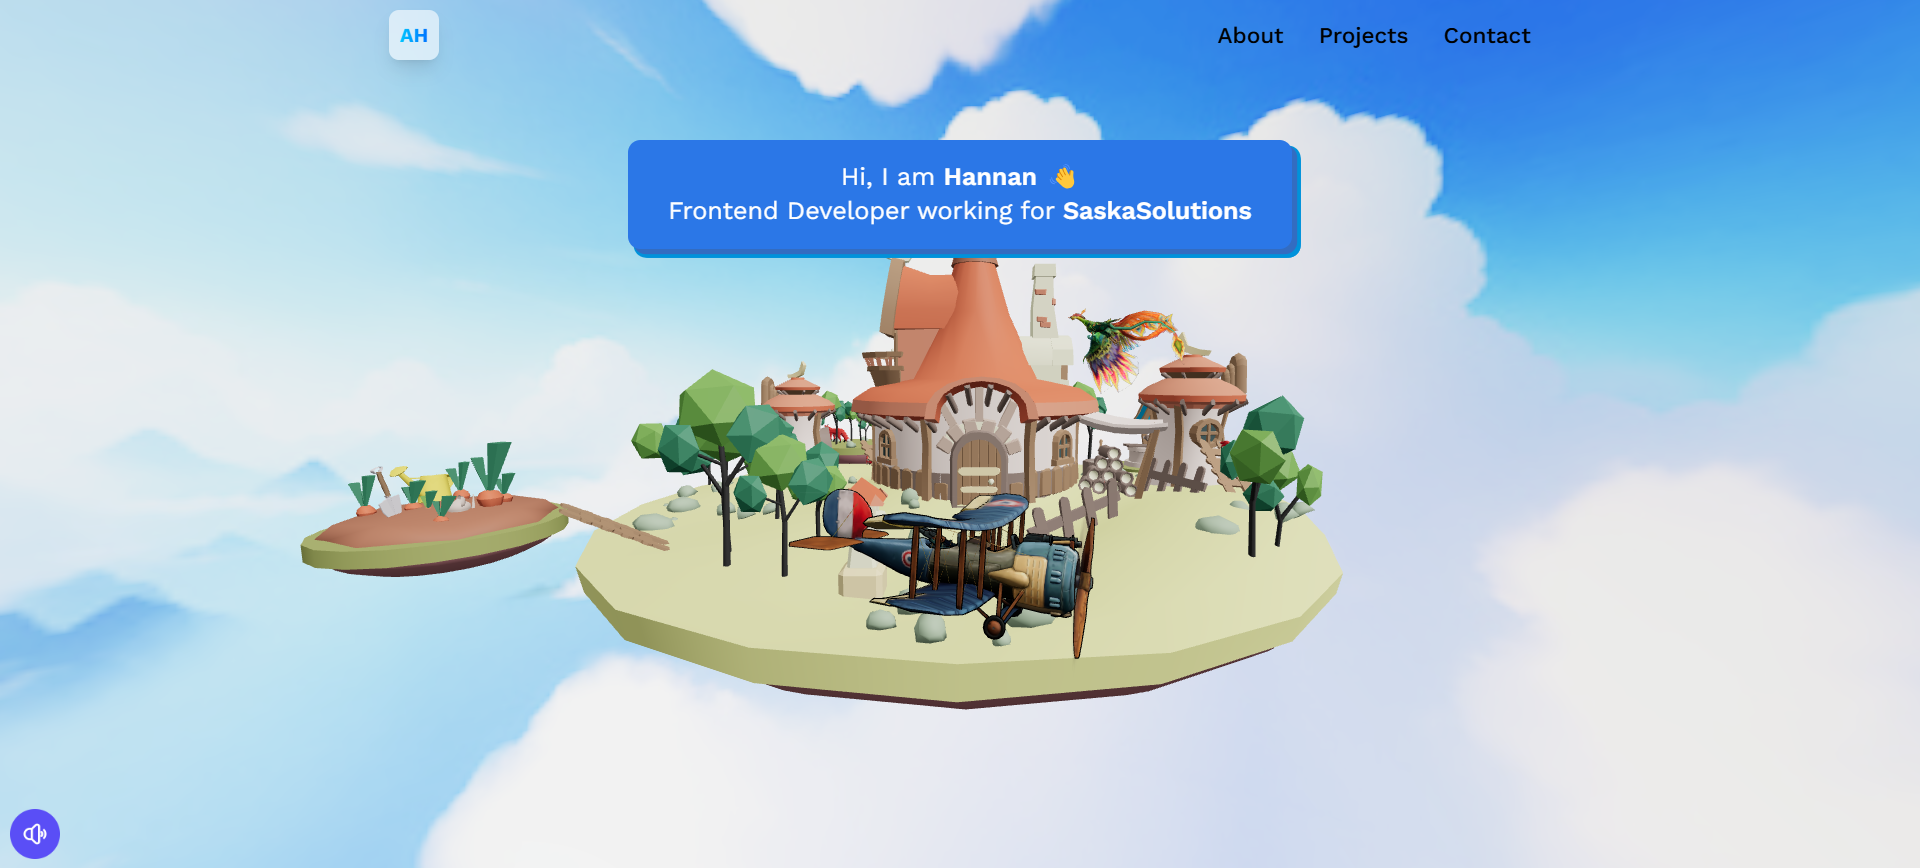 AH
About
Projects
Contact
Hi, I am Hannan 👋
Frontend Developer working for SaskaSolutions